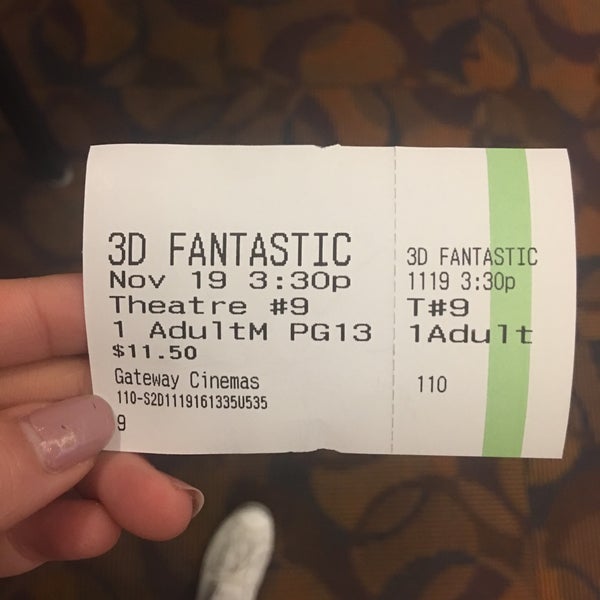 3D FANTASTIC
Nov 19 3:30p
Theatre #9
1 AdultM PG13
$11.50
Gateway Cinemas
110-S2D1119161335U535
9
3D FANTASTIC
1119 3:30p
T#9
1Adult
110